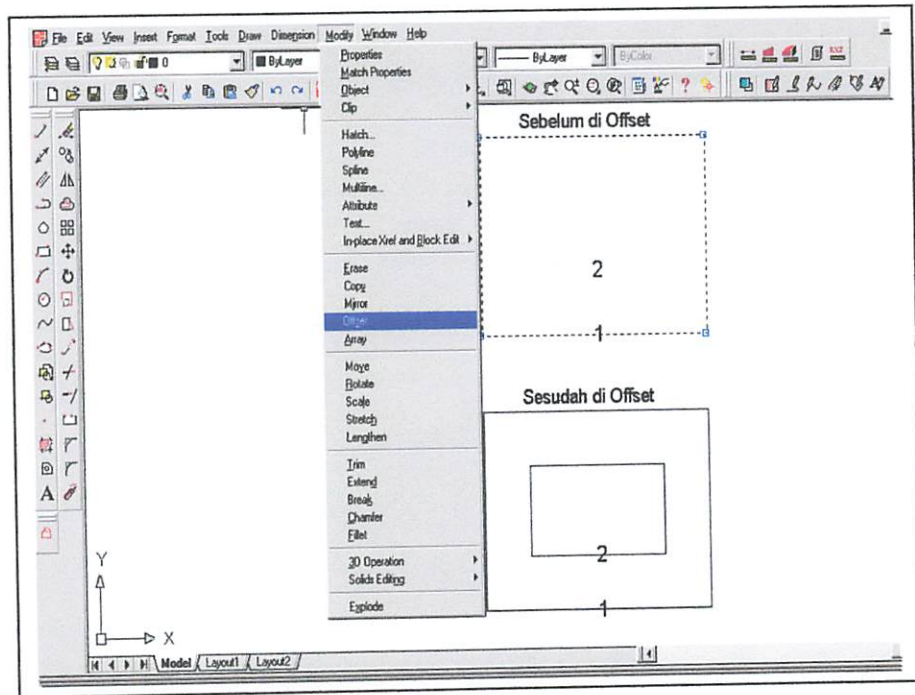 File Edit View Insert Format Tools Draw Dimension Modify Window Help
0 ByLayer ByLayer ByColor
Properties
Match Properties
Object
Clip
Hatch...
Polyline
Spline
Multiline...
Attribute
Text...
In-place Xref and Block Edit
Erase
Copy
Mirror
Offset
Array
Move
Rotate
Scale
Stretch
Lengthen
Trim
Extend
Break
Chamfer
Fillet
3D Operation
Solids Editing
Explode
Sebelum di Offset
2
1
Sesudah di Offset
2
1
A
Y
X
Model Layout1 Layout2